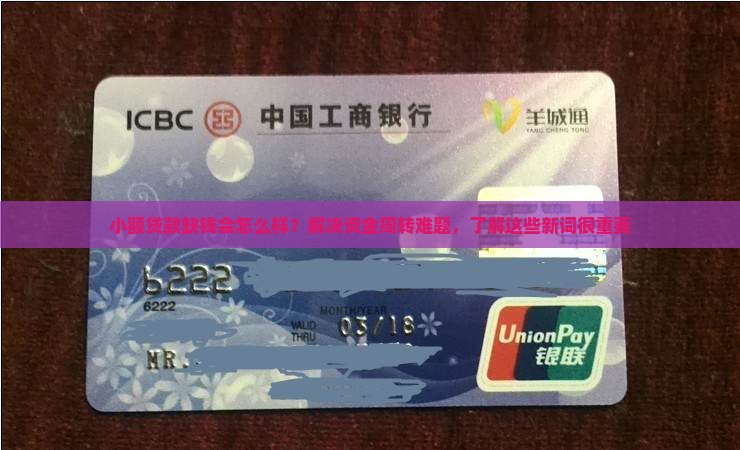 ICBC 中国工商银行
羊城通
YANG CHENG TONG
小额贷款缺钱会怎么样？解决资金周转难题，了解这些新词很重要
6222
6222
MONTH/YEAR
VALID THRU 03/18
MR.
UnionPay
银联